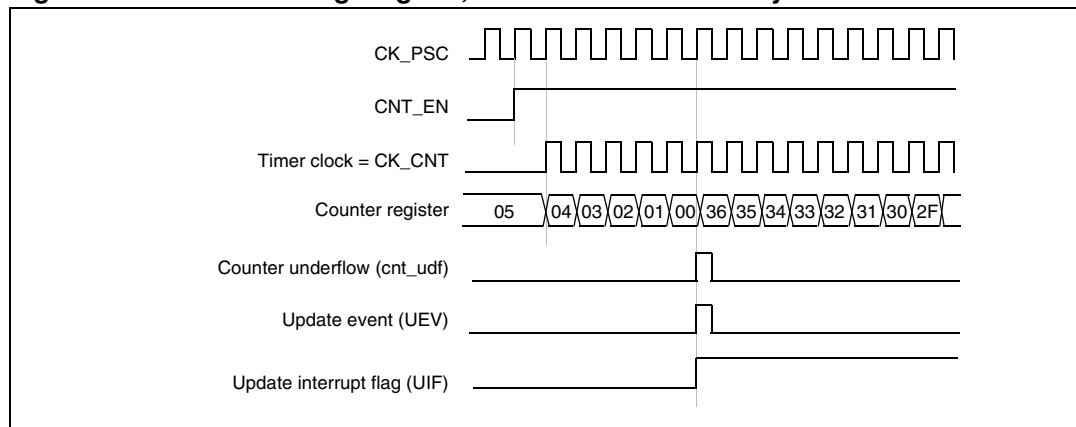 CK_PSC
CNT_EN
Timer clock = CK_CNT
Counter register 05 04 03 02 01 00 36 35 34 33 32 31 30 2F
Counter underflow (cnt_udf)
Update event (UEV)
Update interrupt flag (UIF)